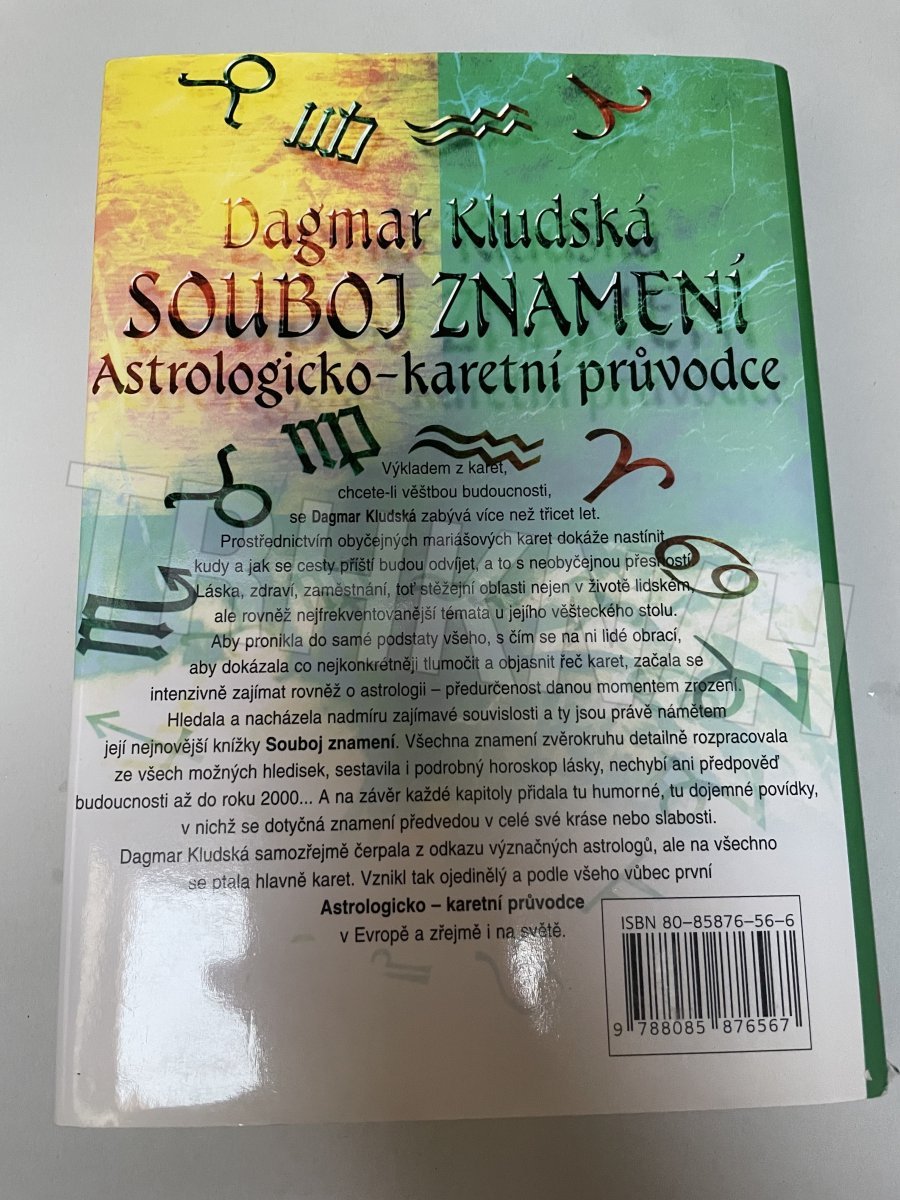 Dagmar Kludská
SOUBOJ ZNAMENÍ
Astrologicko-karetní průvodce
Výkladem z karet,
chcete-li věštbou budoucnosti,
se Dagmar Kludská zabývá více než třicet let.
Prostřednictvím obyčejných mariášových karet dokáže nastínit,
kudy a jak se cesty příští budou odvíjet, a to s neobyčejnou přesností.
Láska, zdraví, zaměstnání, toť stěžejní oblasti nejen v životě lidském,
ale rovněž nejfrekventovanější témata u jejího věšteckého stolu.
Aby pronikla do samé podstaty všeho, s čím se na ni lidé obrací,
aby dokázala co nejkonkrétněji tlumočit a objasnit řeč karet, začala se
intenzivně zajímat rovněž o astrologii – předurčenost danou momentem zrození.
Hledala a nacházela nadmíru zajímavé souvislosti a ty jsou právě námětem
její nejnovější knížky Souboj znamení. Všechna znamení zvěrokruhu detailně rozpracovala
ze všech možných hledisek, sestavila i podrobný horoskop lásky, nechybí ani předpověď
budoucnosti až do roku 2000... A na závěr každé kapitoly přidala tu humorné, tu dojemné povídky,
v nichž se dotyčná znamení předvedou v celé své kráse nebo slabosti.
Dagmar Kludská samozřejmě čerpala z odkazu význačných astrologů, ale na všechno
se ptala hlavně karet. Vznikl tak ojedinělý a podle všeho vůbec první
Astrologicko – karetní průvodce
v Evropě a zřejmě i na světě.
ISBN 80–85876–56–6
9 788085 876567